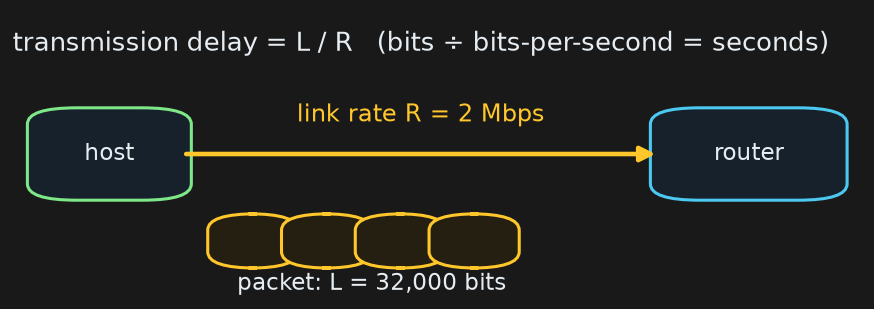 transmission delay = L / R   (bits ÷ bits-per-second = seconds)
link rate R = 2 Mbps
host
router
packet: L = 32,000 bits